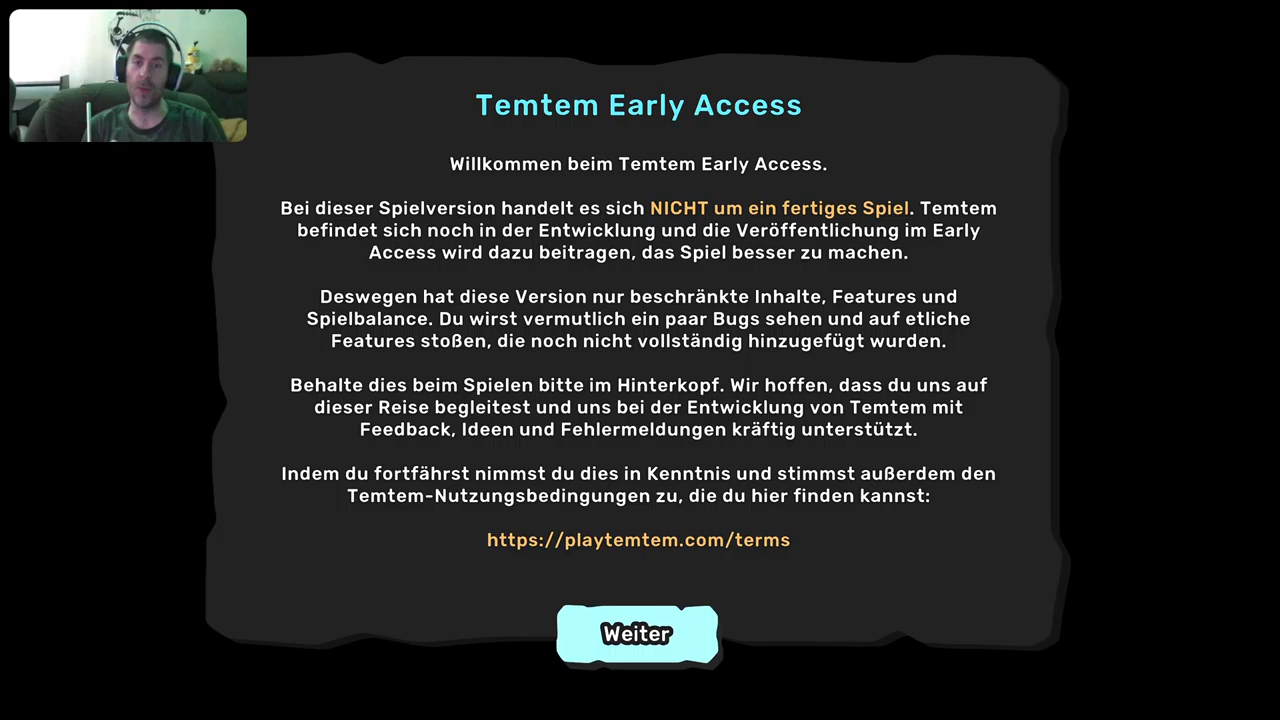 Temtem Early Access
Willkommen beim Temtem Early Access.
Bei dieser Spielversion handelt es sich NICHT um ein fertiges Spiel. Temtem
befindet sich noch in der Entwicklung und die Veröffentlichung im Early
Access wird dazu beitragen, das Spiel besser zu machen.
Deswegen hat diese Version nur beschränkte Inhalte, Features und
Spielbalance. Du wirst vermutlich ein paar Bugs sehen und auf etliche
Features stoßen, die noch nicht vollständig hinzugefügt wurden.
Behalte dies beim Spielen bitte im Hinterkopf. Wir hoffen, dass du uns auf
dieser Reise begleitest und uns bei der Entwicklung von Temtem mit
Feedback, Ideen und Fehlermeldungen kräftig unterstützt.
Indem du fortfährst nimmst du dies in Kenntnis und stimmst außerdem den
Temtem-Nutzungsbedingungen zu, die du hier finden kannst:
https://playtemtem.com/terms
Weiter